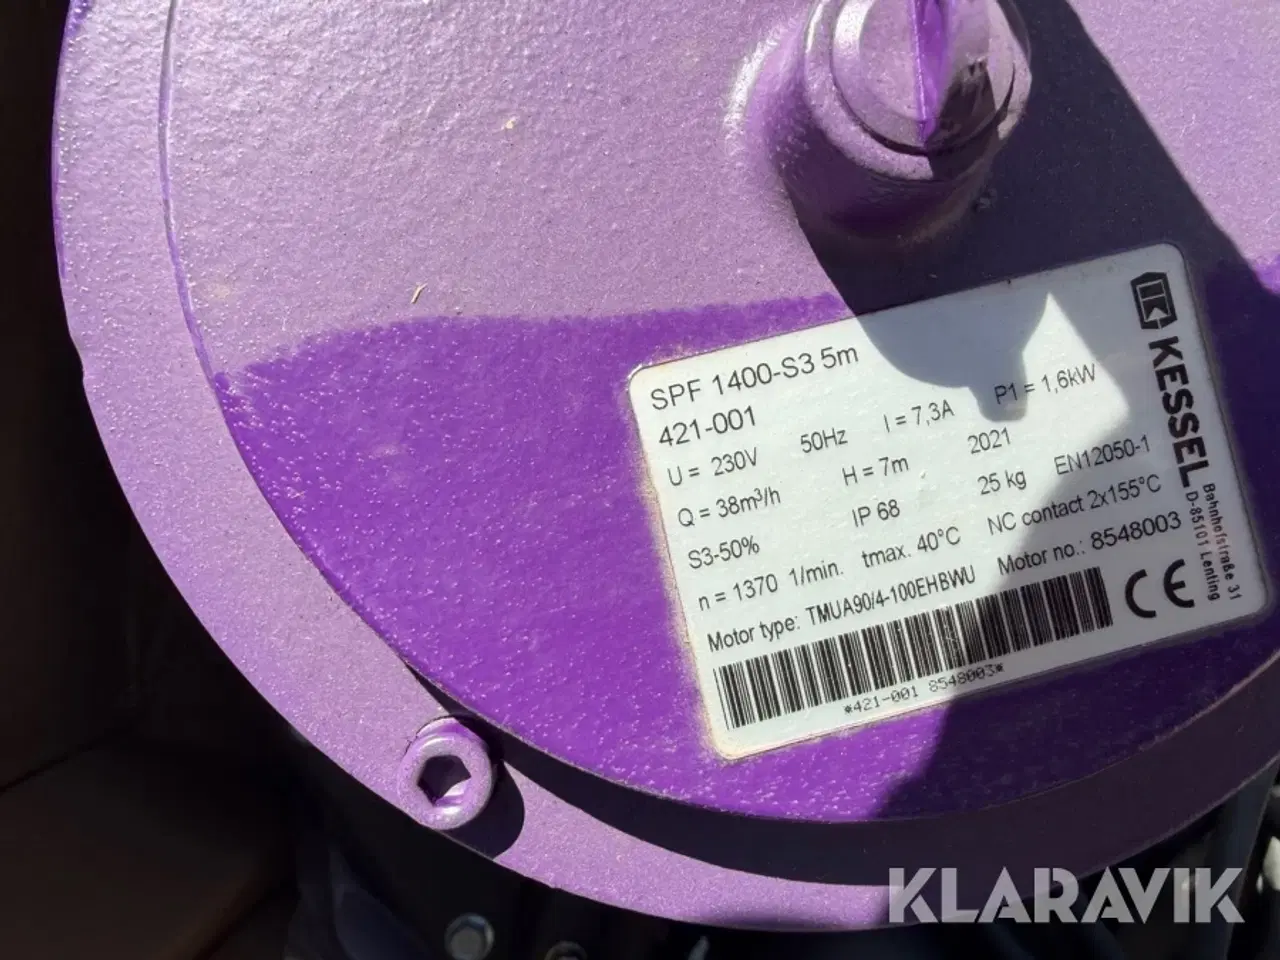 SPF 1400-S3 5m
421-001
U = 230V 50Hz I = 7,3A P1 = 1,6kW
Q = 38m³/h H = 7m 2021
S3-50% IP 68 25 kg EN12050-1
n = 1370 1/min. tmax. 40°C NC contact 2x155°C
Motor type: TMUA90/4-100EHBWU Motor no.: 8548003
*421-001 8548003*
CE
KESSEL
Bahnhofstraße 31
D-85101 Lenting
KLARAVIK